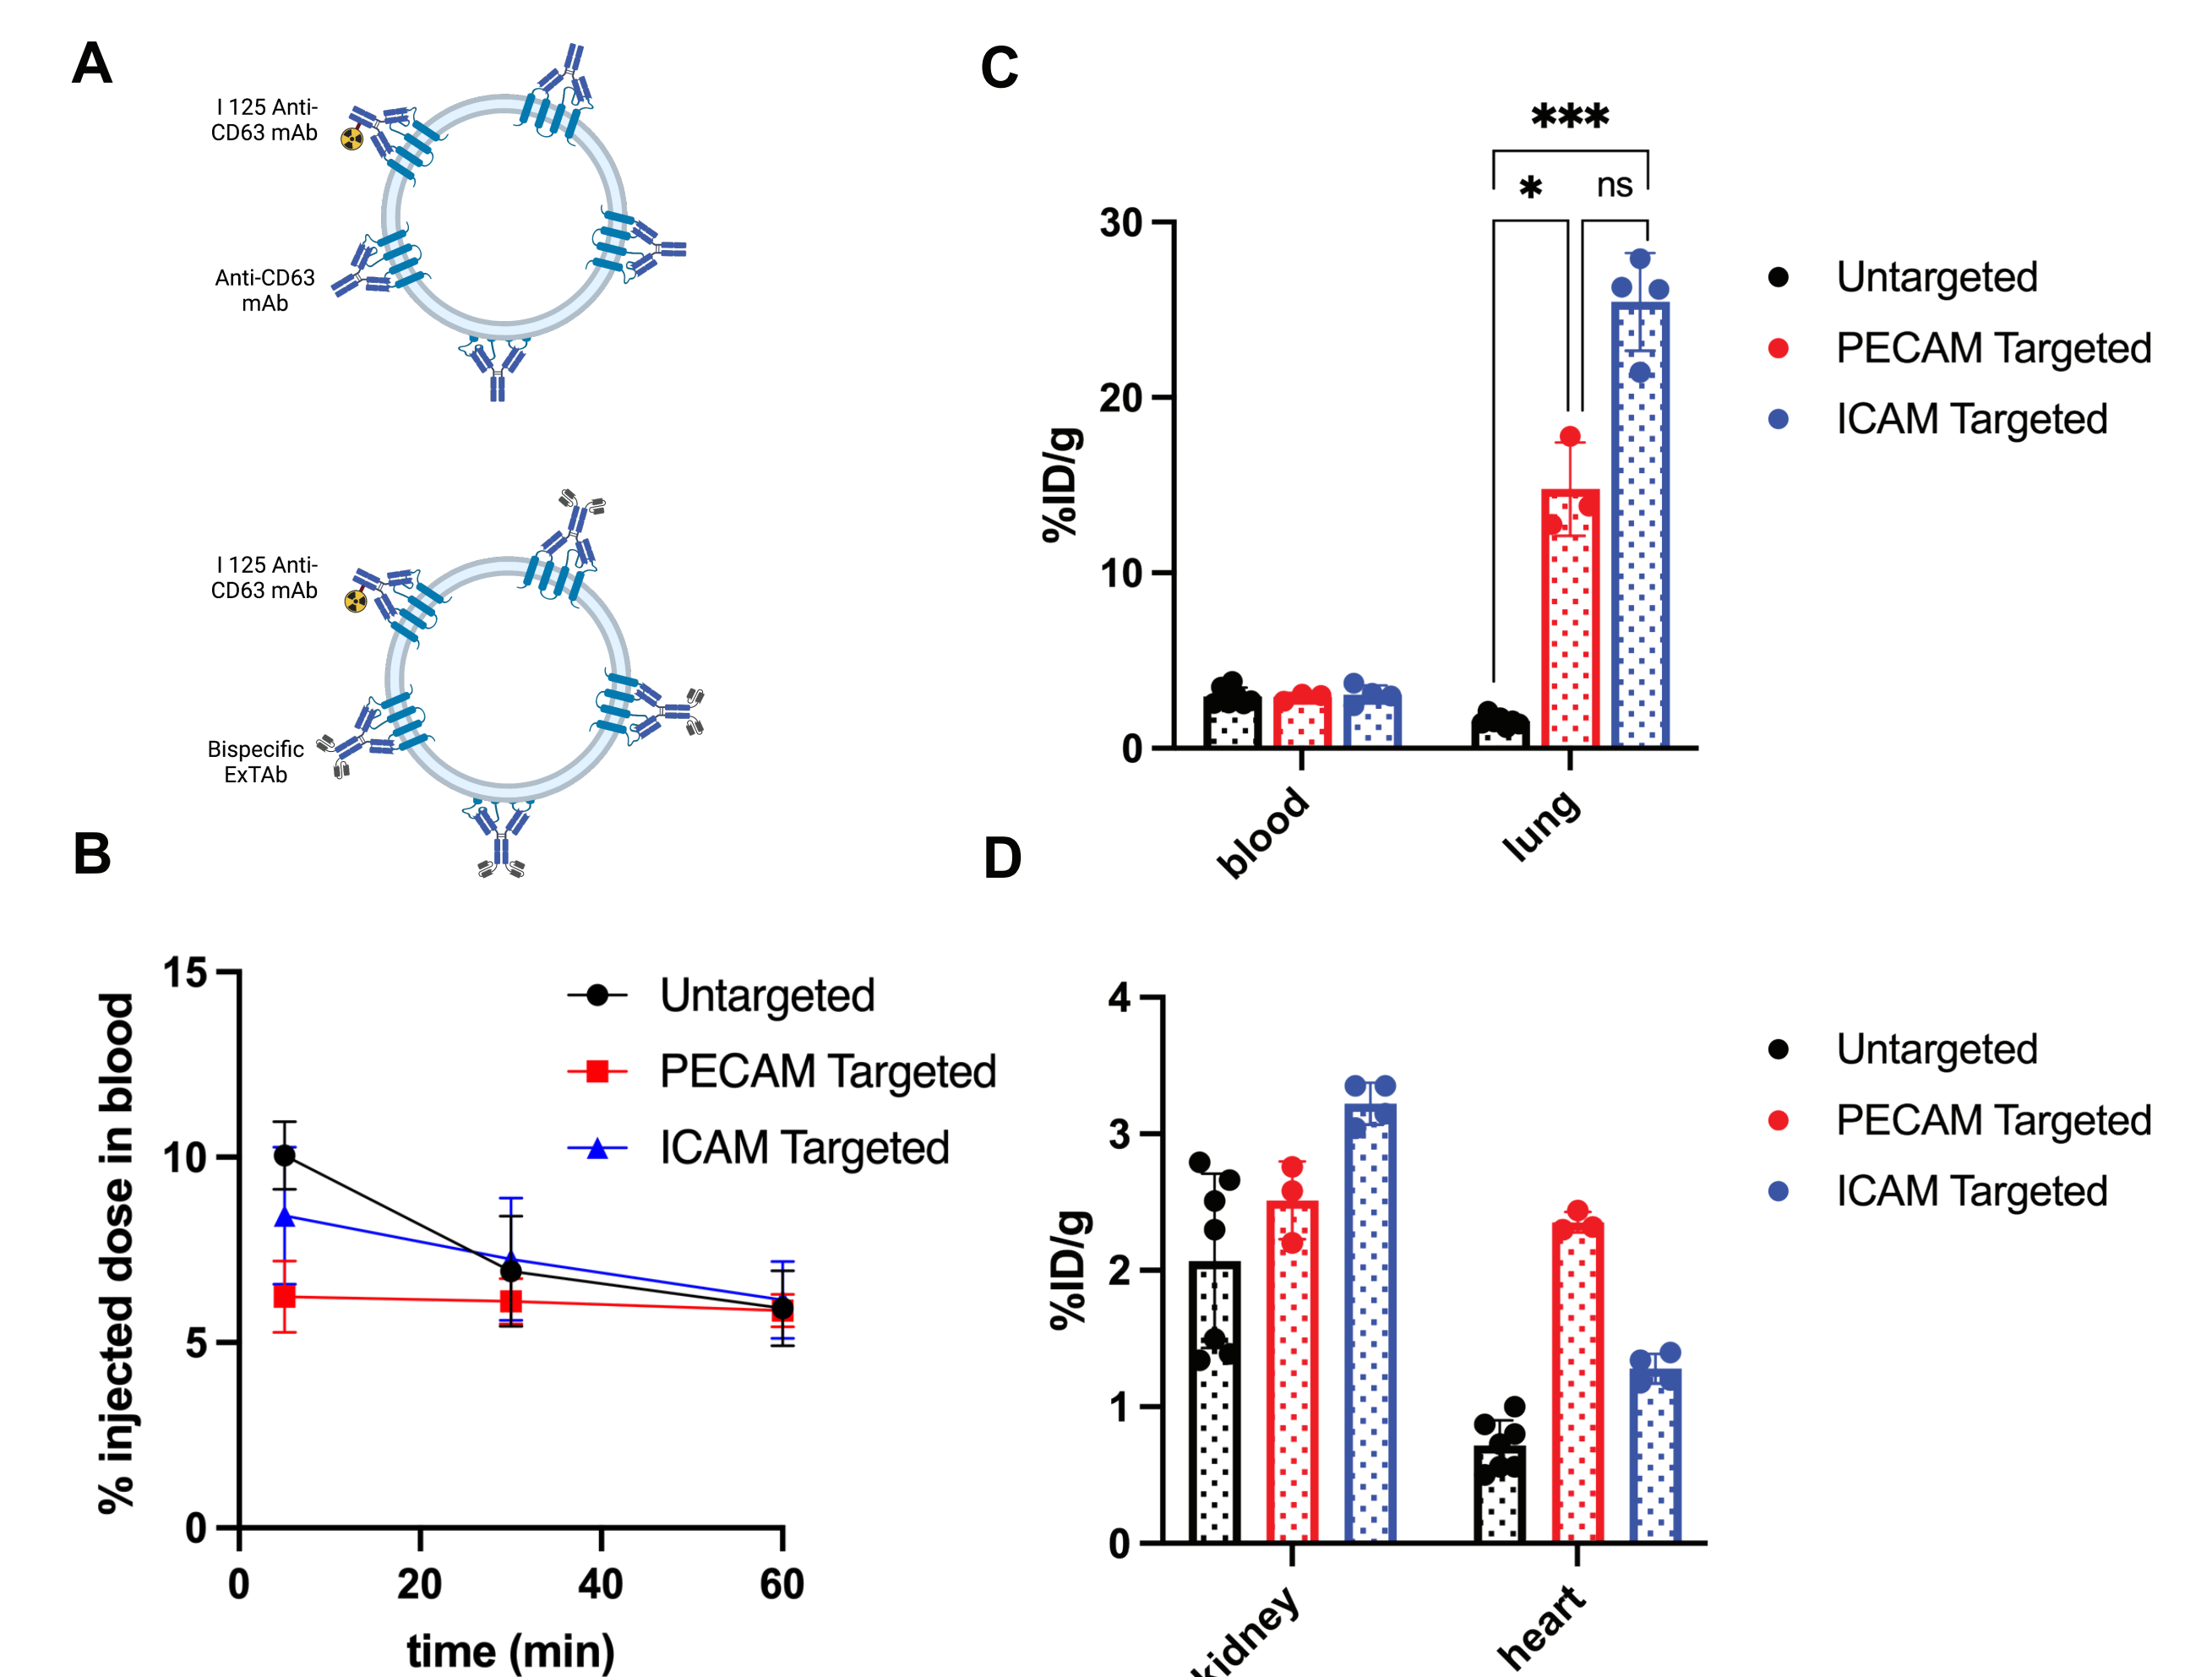 A
I 125 Anti-
CD63 mAb
Anti-CD63
mAb
I 125 Anti-
CD63 mAb
Bispecific
ExTAb
B
15
10
5
0
% injected dose in blood
0 20 40 60
time (min)
Untargeted
PECAM Targeted
ICAM Targeted
C
***
* ns
30
20
10
0
%ID/g
blood lung
Untargeted
PECAM Targeted
ICAM Targeted
D
4
3
2
1
0
%ID/g
kidney heart
Untargeted
PECAM Targeted
ICAM Targeted